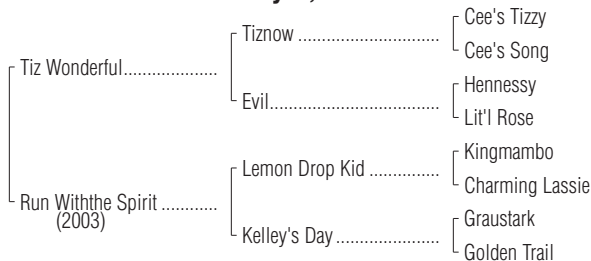 Cee's Tizzy
Tiznow ..............................
Cee's Song
Tiz Wonderful....................
Hennessy
Evil....................................
Lit'l Rose
Kingmambo
Lemon Drop Kid ...............
Charming Lassie
Run Withthe Spirit ............
(2003)
Graustark
Kelley's Day ......................
Golden Trail